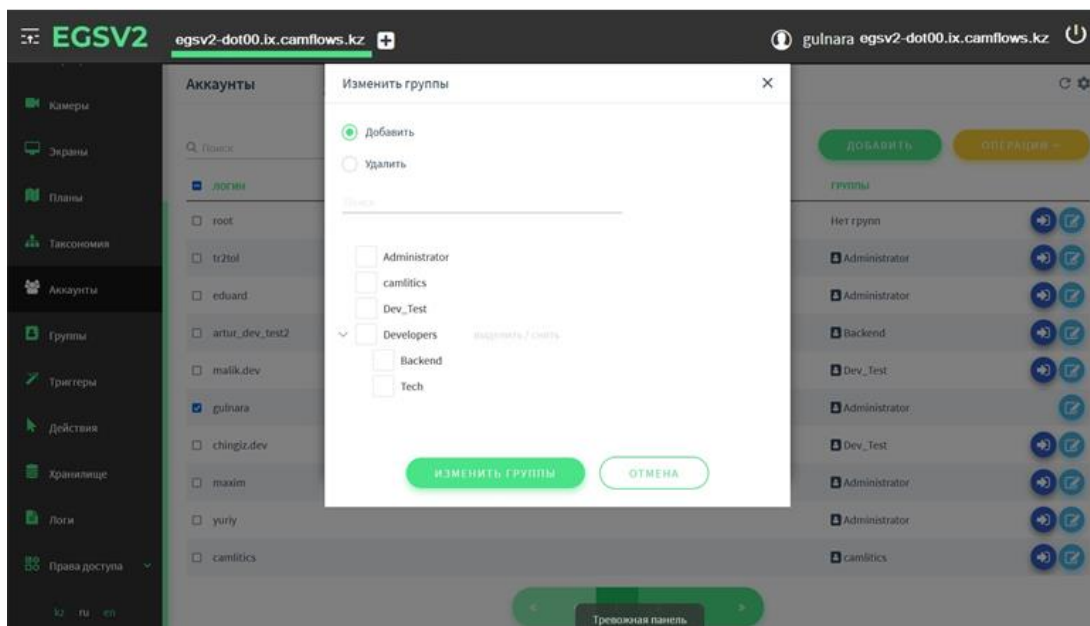 EGSV2 egsv2-dot00.ix.camflows.kz gulnara egsv2-dot00.ix.camflows.kz
Камеры
Экраны
Планы
Таксономия
Аккаунты
Группы
Триггеры
Действия
Хранилище
Логи
Права доступа
kz ru en
Аккаунты
Поиск
ДОБАВИТЬ ОПЕРАЦИИ
ЛОГИН ГРУППЫ
root Нет групп
tr2tol Administrator
eduard Administrator
artur_dev_test2 Backend
malik.dev Dev_Test
gulnara Administrator
chingiz.dev Dev_Test
maxim Administrator
yuriy Administrator
camlitics camlitics
Изменить группы
Добавить
Удалить
Поиск
Administrator
camlitics
Dev_Test
Developers выделить / снять
Backend
Tech
ИЗМЕНИТЬ ГРУППЫ ОТМЕНА
Тревожная панель